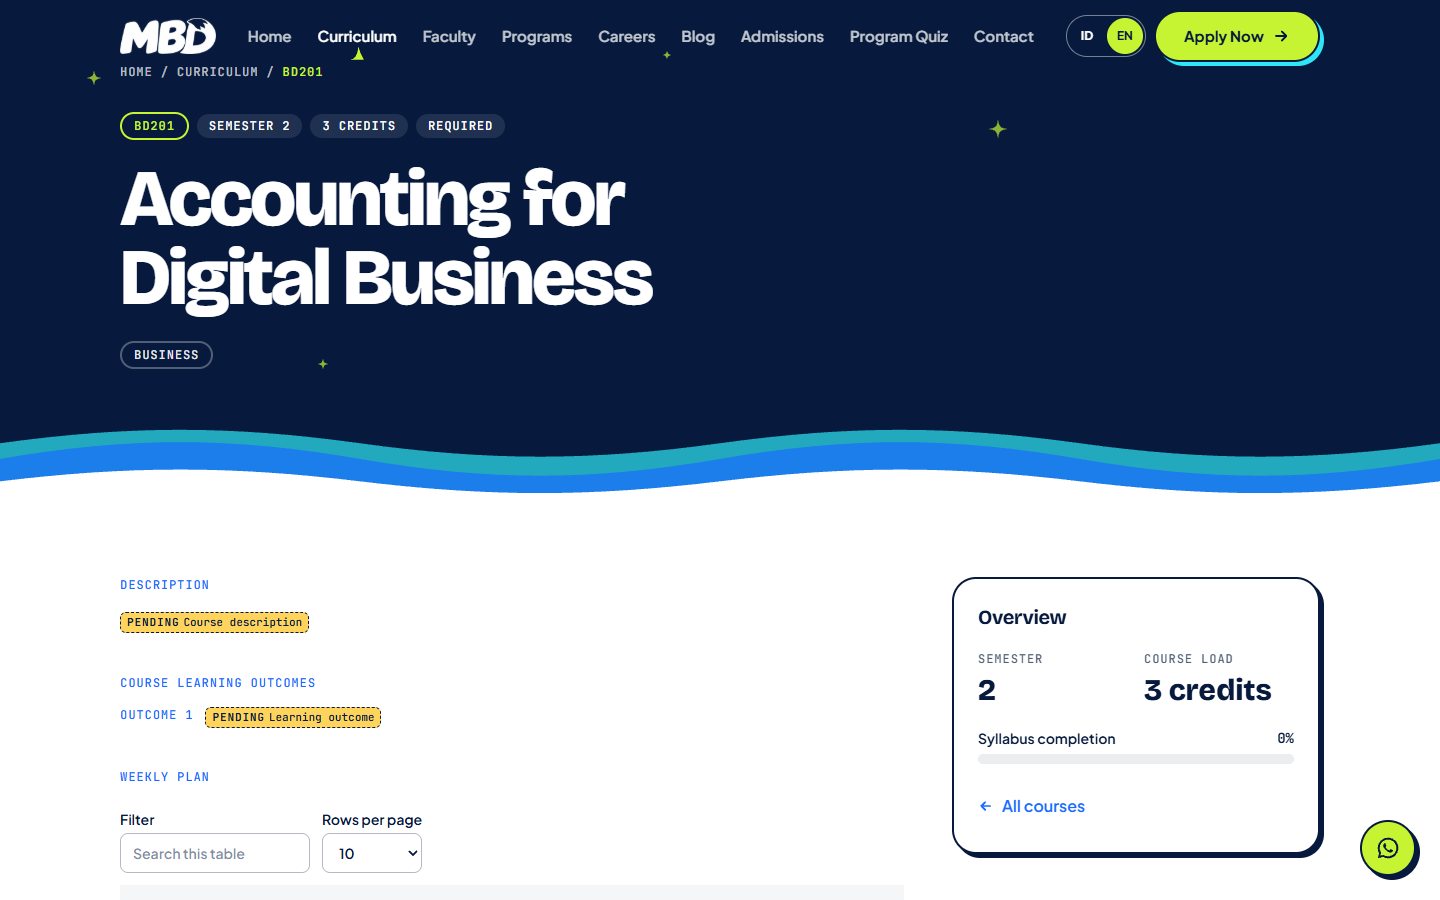 MBD
Home Curriculum Faculty Programs Careers Blog Admissions Program Quiz Contact ID EN Apply Now
HOME / CURRICULUM / BD201
BD201 SEMESTER 2 3 CREDITS REQUIRED
Accounting for
Digital Business
BUSINESS
DESCRIPTION
PENDING Course description
COURSE LEARNING OUTCOMES
OUTCOME 1 PENDING Learning outcome
WEEKLY PLAN
Filter Rows per page
Search this table 10
Overview
SEMESTER COURSE LOAD
2 3 credits
Syllabus completion 0%
All courses